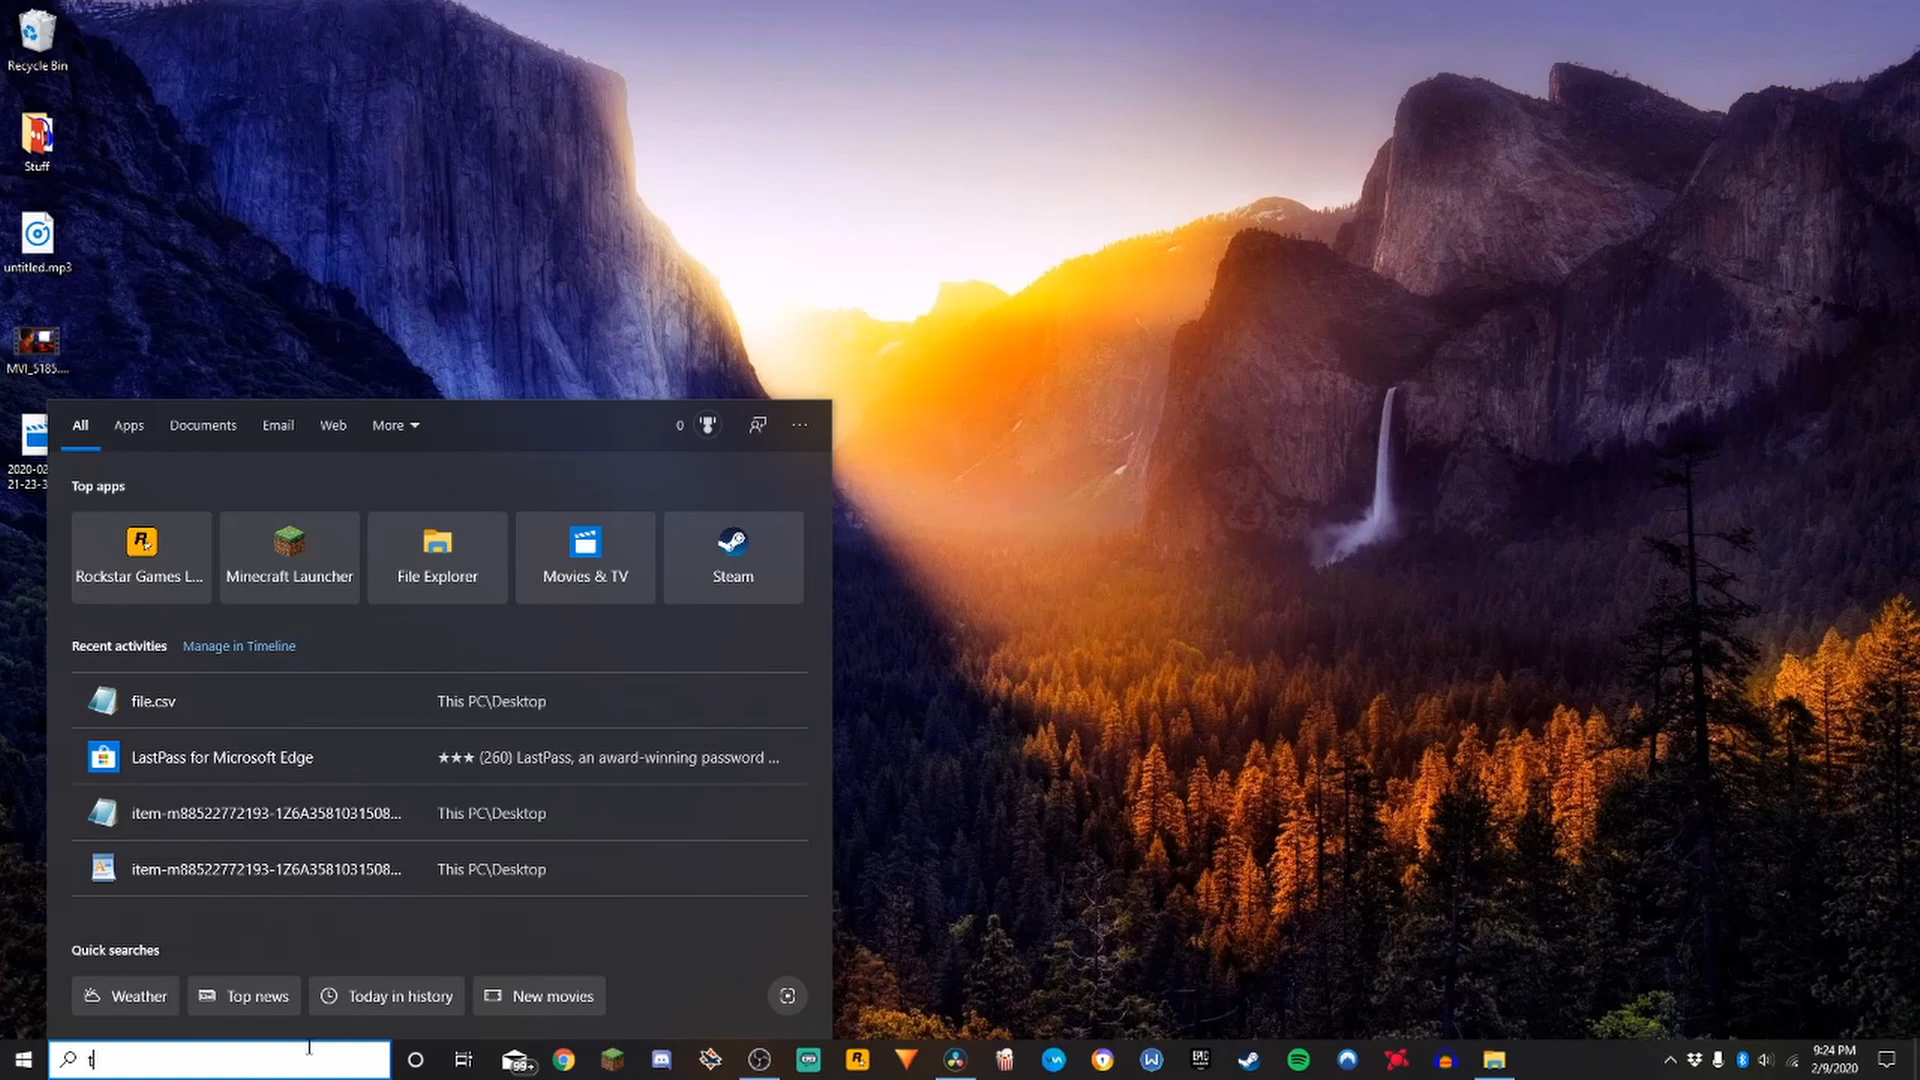 Recycle Bin
Stuff
untitled.mp3
MVI_5185....
2020-02
21-23-3
All Apps Documents Email Web More 0 ...
Top apps
Rockstar Games L... Minecraft Launcher File Explorer Movies & TV Steam
Recent activities Manage in Timeline
file.csv This PC\Desktop
LastPass for Microsoft Edge ★★★ (260) LastPass, an award-winning password ...
item-m88522772193-1Z6A3581031508... This PC\Desktop
item-m88522772193-1Z6A3581031508... This PC\Desktop
Quick searches
Weather Top news Today in history New movies
t
99+
EPIC
9:24 PM
2/9/2020